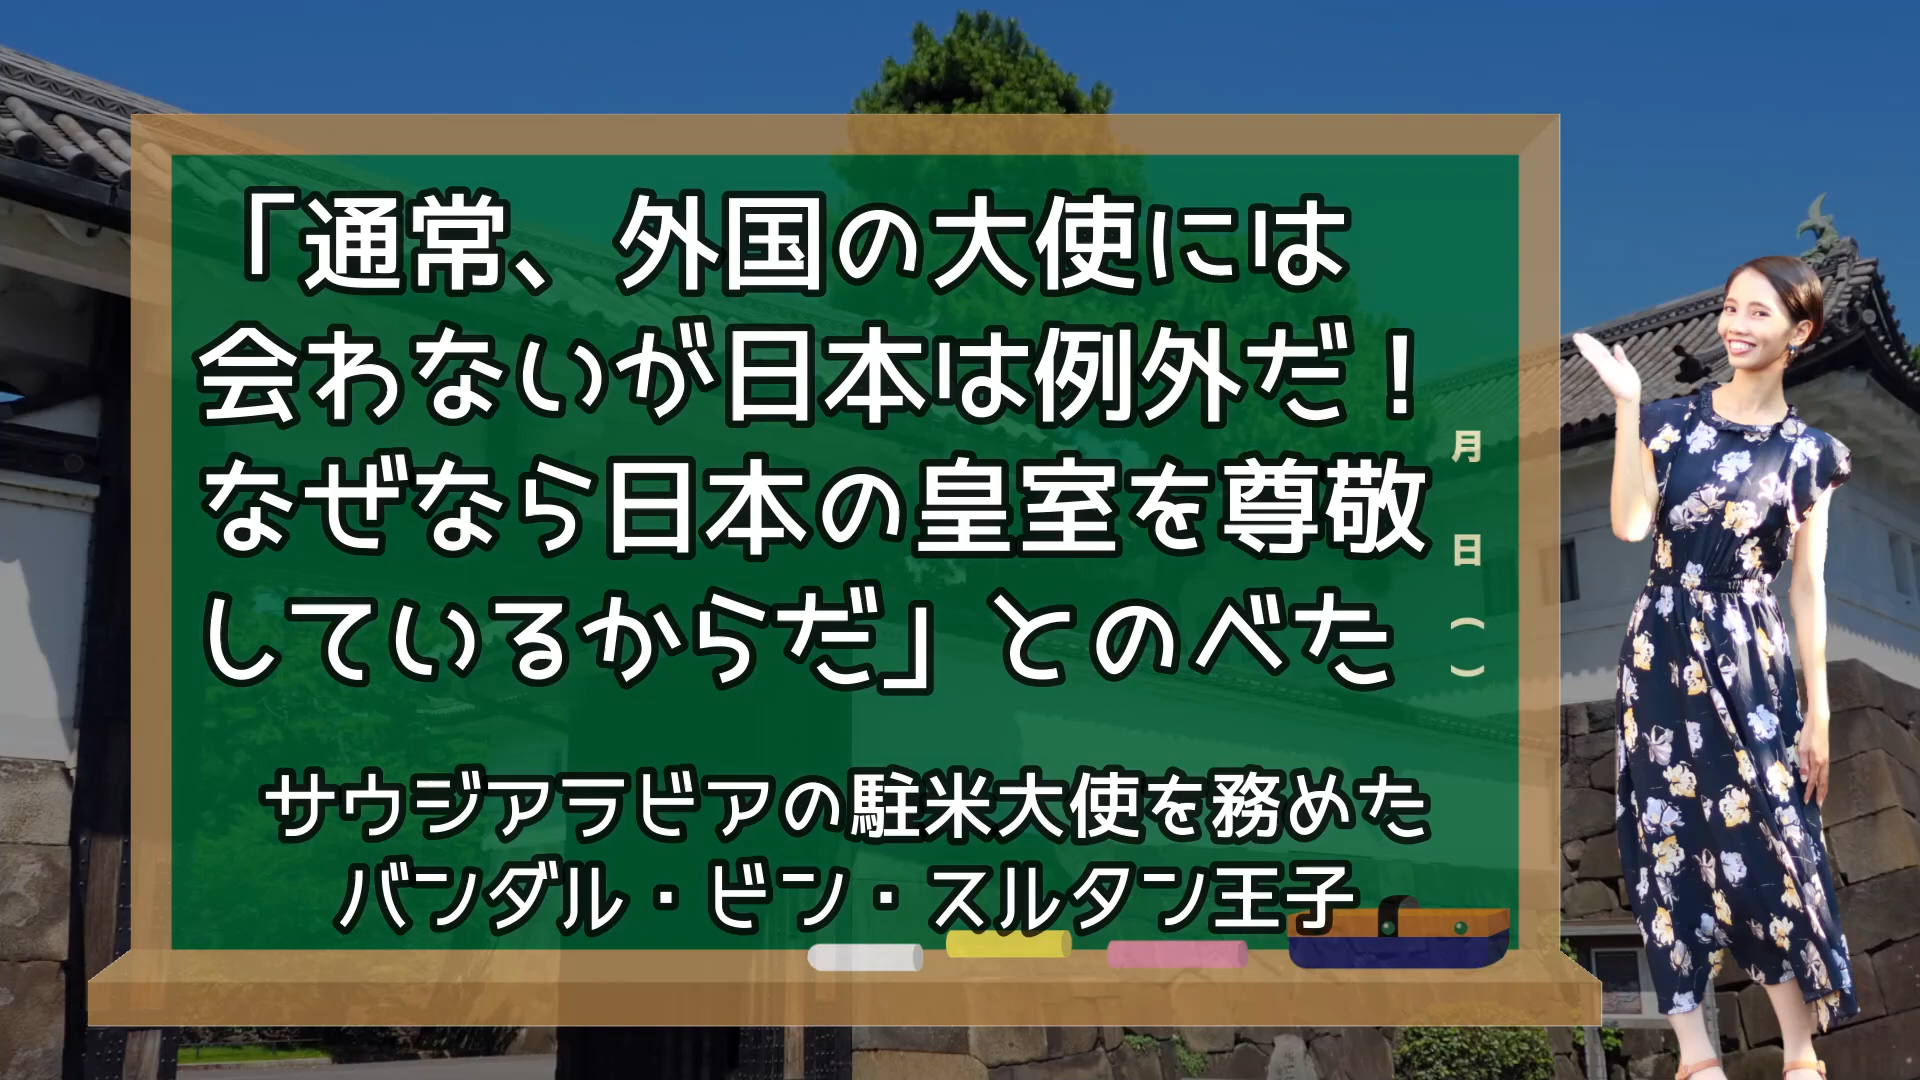 「通常、外国の大使には
会わないが日本は例外だ！
なぜなら日本の皇室を尊敬
しているからだ」とのべた
サウジアラビアの駐米大使を務めた
バンダル・ビン・スルタン王子
月
日
（
）